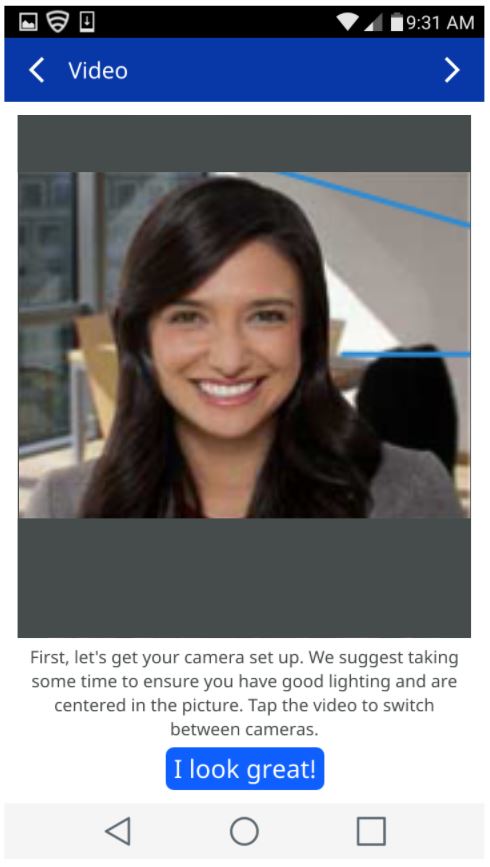 9:31 AM
Video
First, let's get your camera set up. We suggest taking
some time to ensure you have good lighting and are
centered in the picture. Tap the video to switch
between cameras.
I look great!